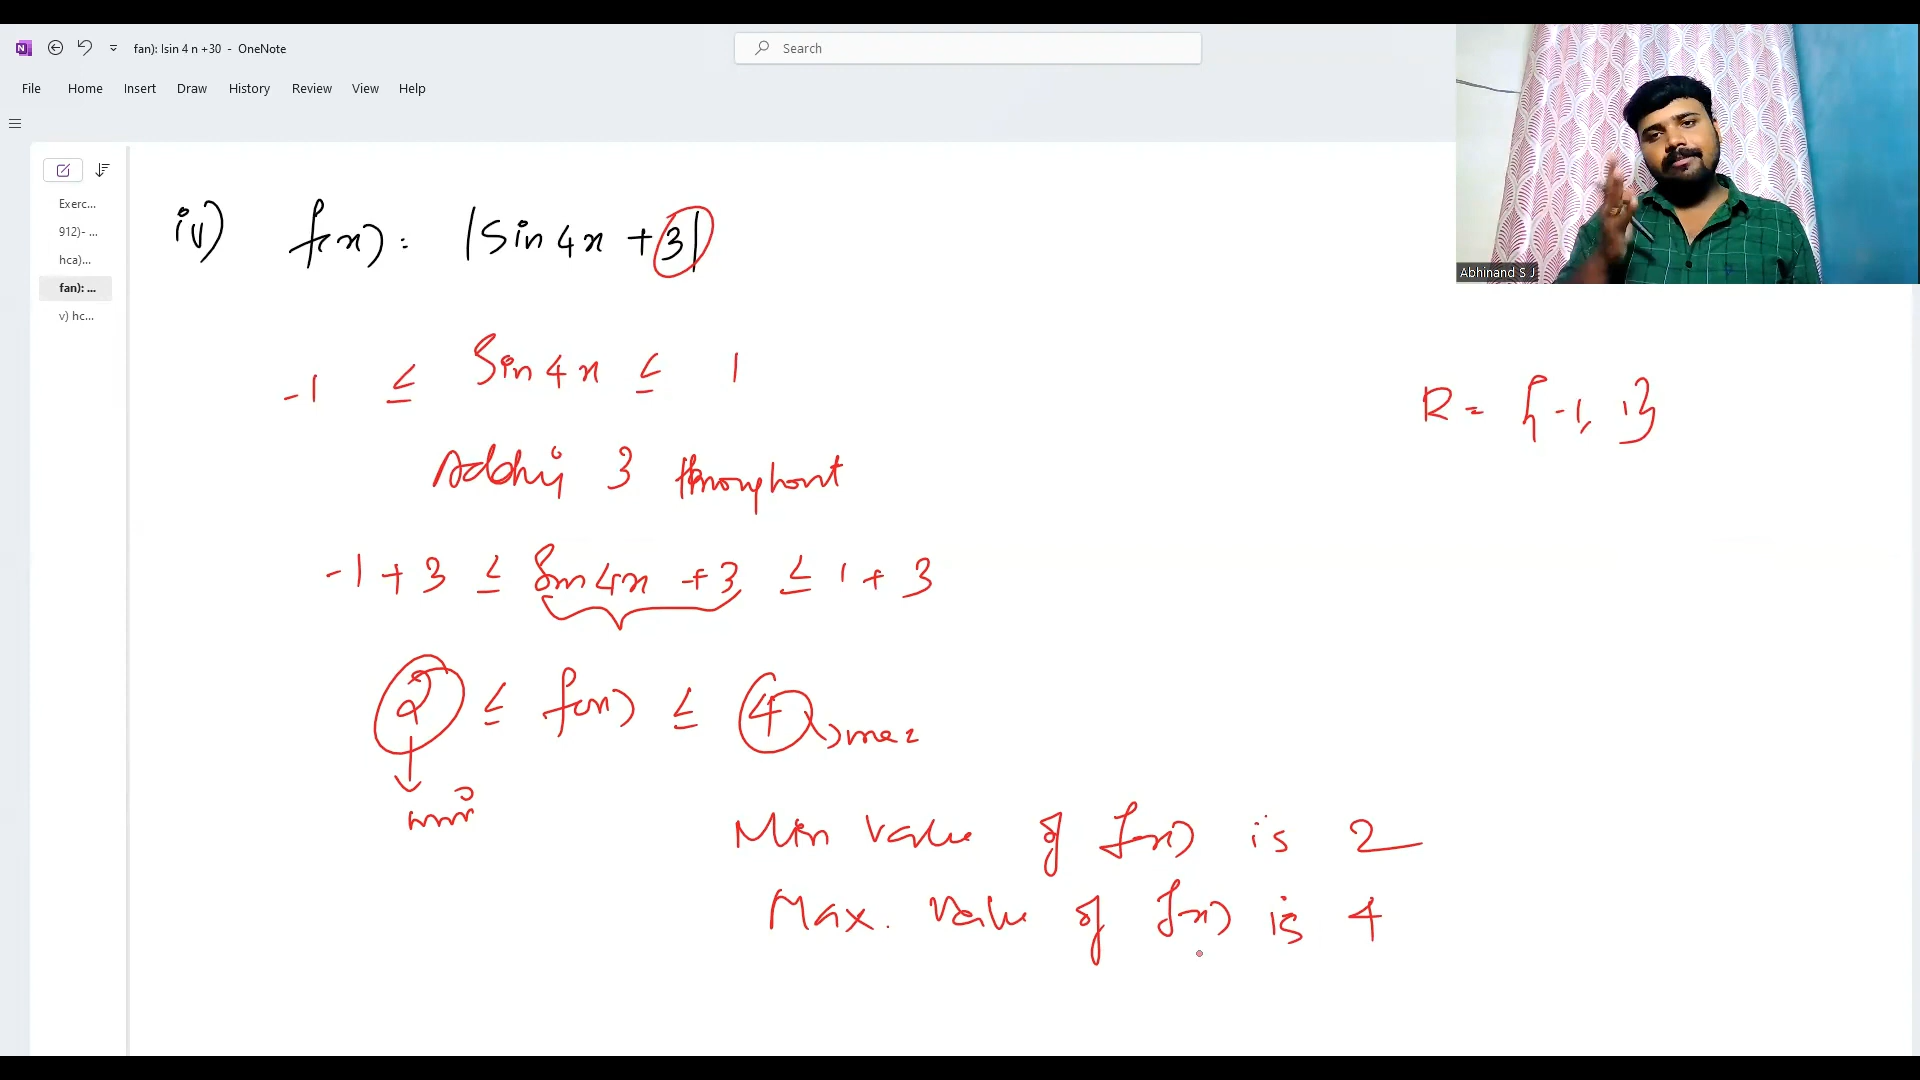 fan): Isin 4 n +30 - OneNote
Search
File Home Insert Draw History Review View Help
Exerc...
912)- ...
hca)...
fan): ...
v) hc...
Abhinand S J
iv) f(x) : |Sin 4x + 3|
-1 ≤ Sin 4x ≤ 1
R = {-1, 1}
Adding 3 throughout
-1 + 3 ≤ Sin 4x + 3 ≤ 1 + 3
2 ≤ f(x) ≤ 4
max
min
Min value of f(x) is 2
Max. value of f(x) is 4